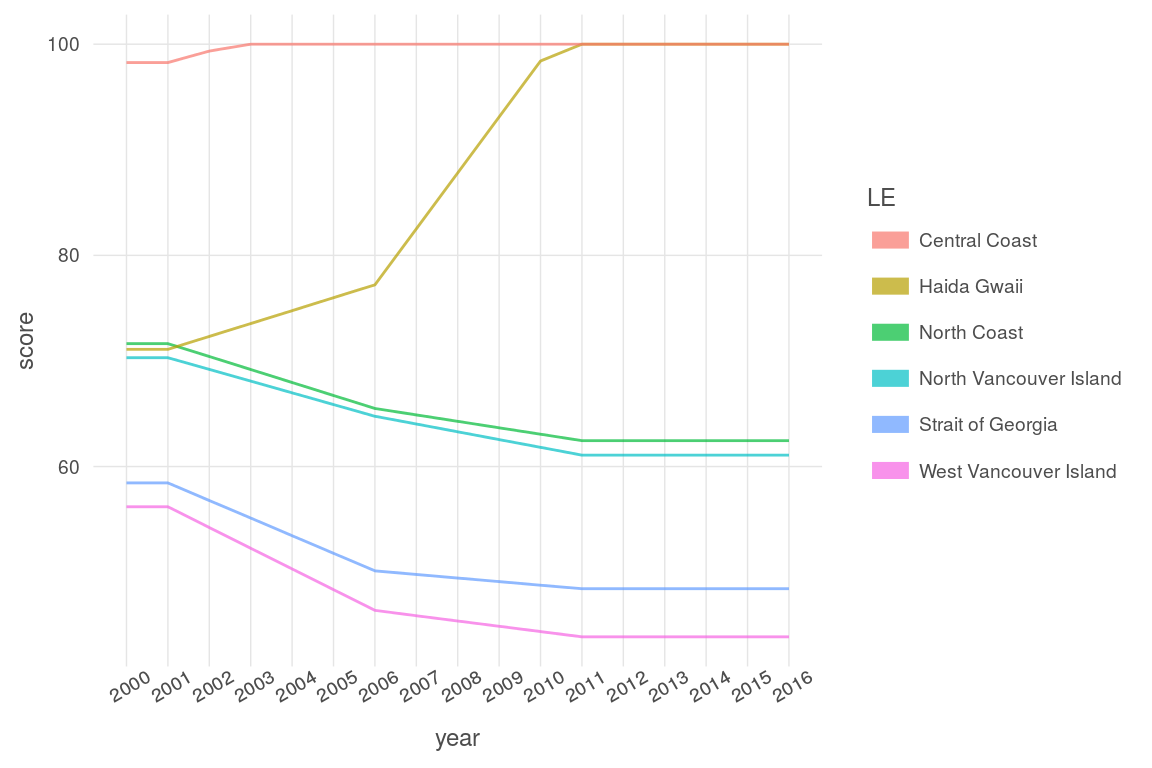 100
80
60
score
2000 2001 2002 2003 2004 2005 2006 2007 2008 2009 2010 2011 2012 2013 2014 2015 2016
year
LE
Central Coast
Haida Gwaii
North Coast
North Vancouver Island
Strait of Georgia
West Vancouver Island